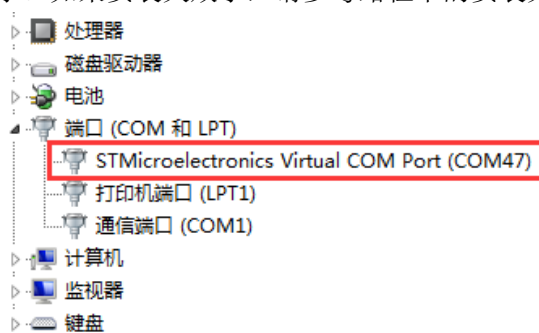 处理器
磁盘驱动器
电池
端口 (COM 和 LPT)
STMicroelectronics Virtual COM Port (COM47)
打印机端口 (LPT1)
通信端口 (COM1)
计算机
监视器
键盘